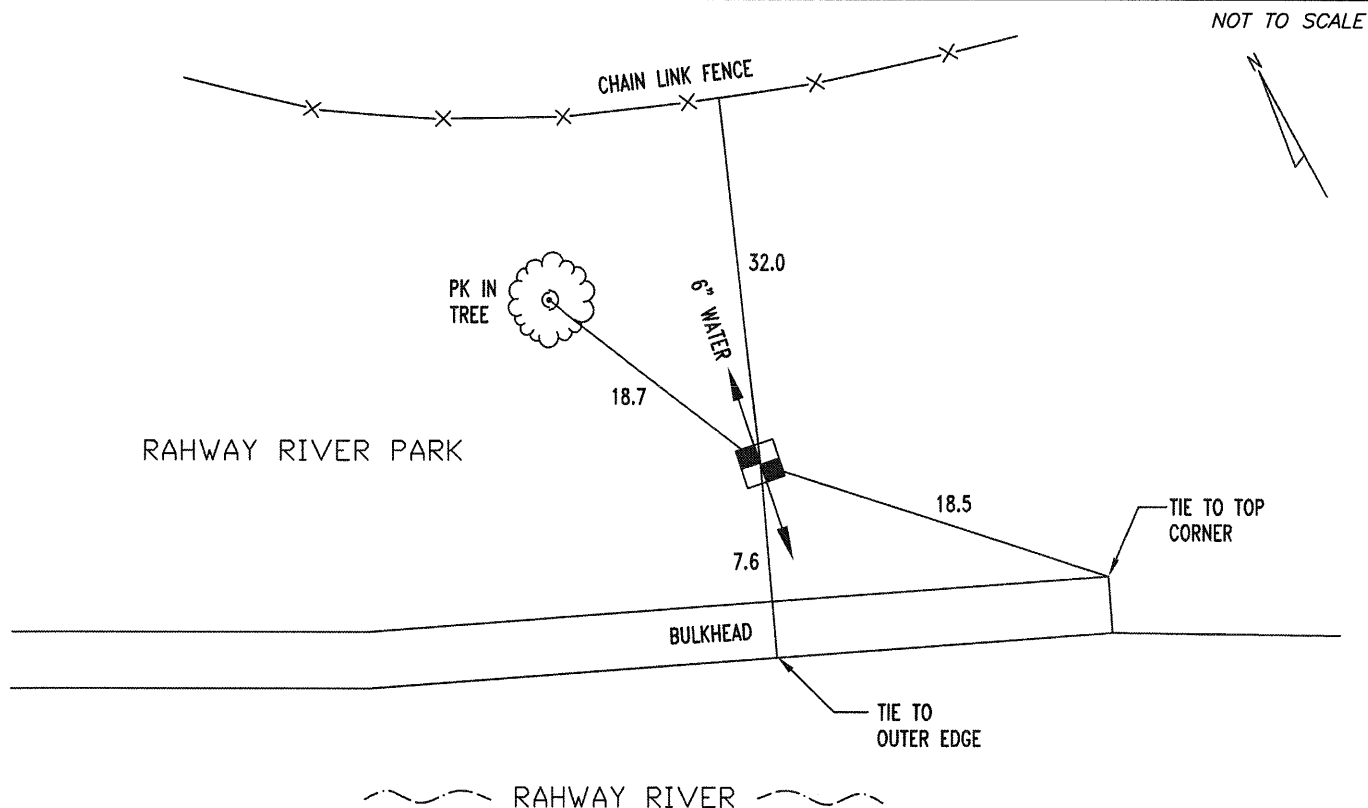 NOT TO SCALE
N
CHAIN LINK FENCE
32.0
PK IN
TREE
6" WATER
18.7
RAHWAY RIVER PARK
18.5
TIE TO TOP
CORNER
7.6
BULKHEAD
TIE TO
OUTER EDGE
RAHWAY RIVER